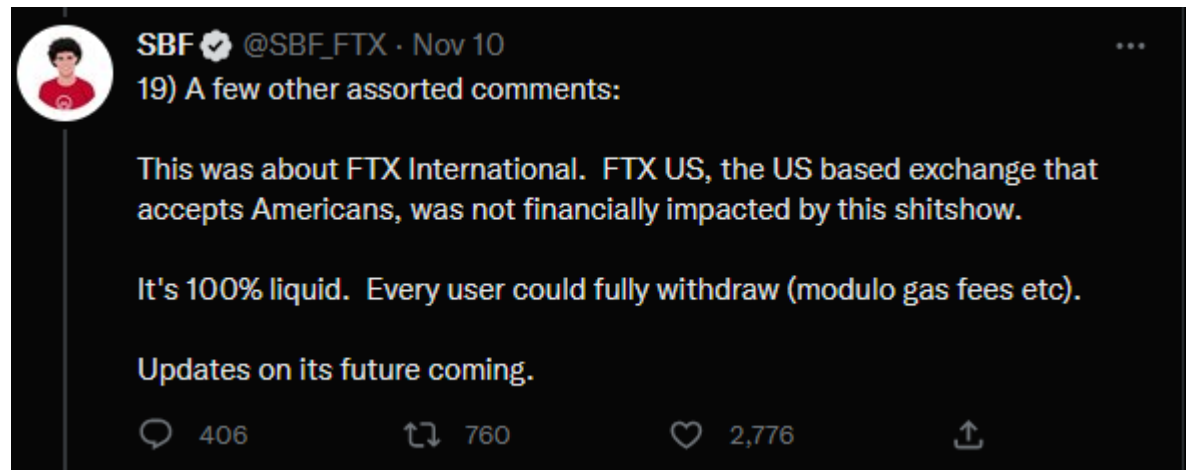 SBF @SBF_FTX · Nov 10
19) A few other assorted comments:
This was about FTX International.  FTX US, the US based exchange that
accepts Americans, was not financially impacted by this shitshow.
It's 100% liquid.  Every user could fully withdraw (modulo gas fees etc).
Updates on its future coming.
406 760 2,776